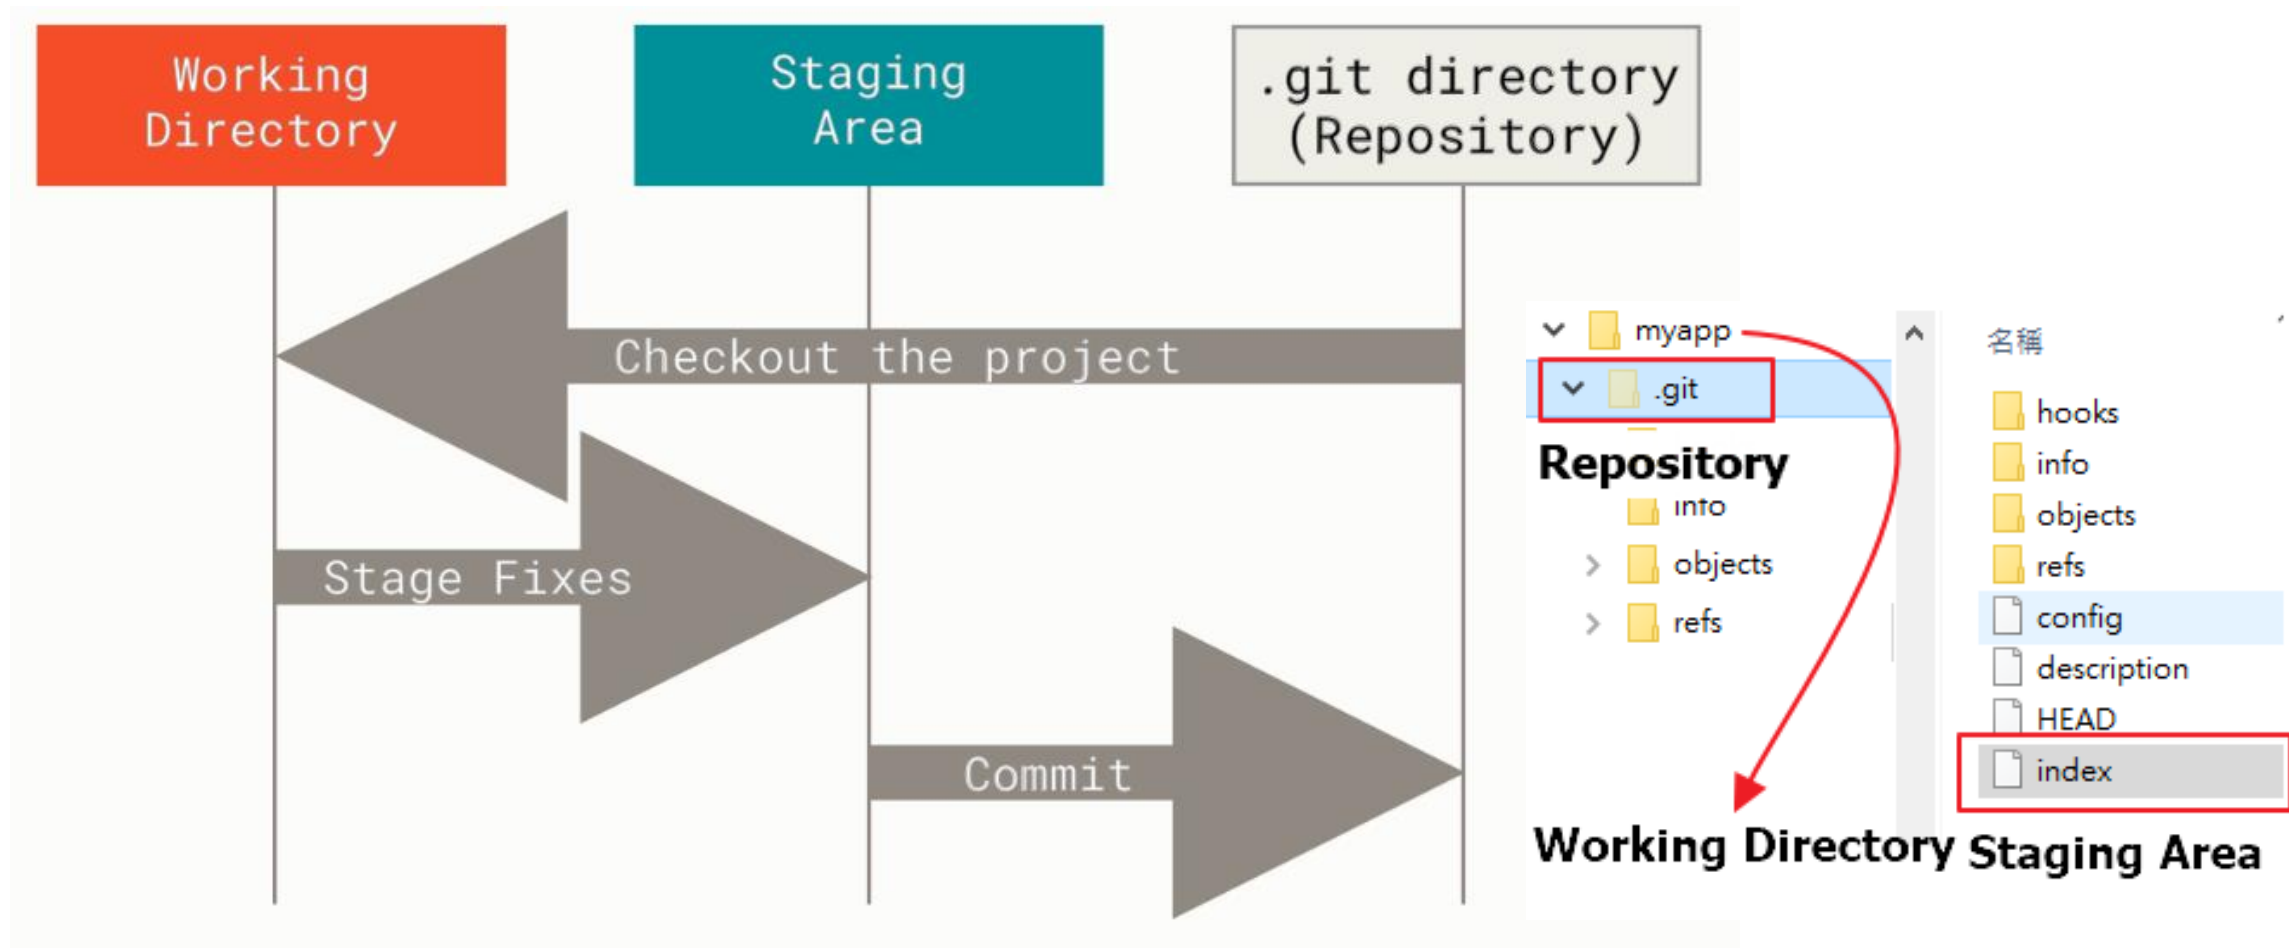 Working
Directory
Staging
Area
.git directory
(Repository)
Checkout the project
Stage Fixes
Commit
myapp
.git
Repository
info
objects
refs
Working Directory
名稱
hooks
info
objects
refs
config
description
HEAD
index
Staging Area